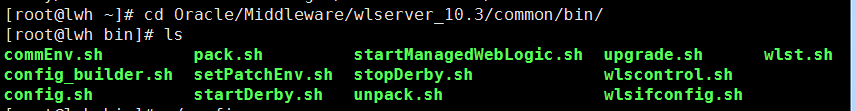 [root@lwh ~]# cd Oracle/Middleware/wlserver_10.3/common/bin/
[root@lwh bin]# ls
commEnv.sh pack.sh startManagedWebLogic.sh upgrade.sh wlst.sh
config_builder.sh setPatchEnv.sh stopDerby.sh wlscontrol.sh
config.sh startDerby.sh unpack.sh wlsifconfig.sh